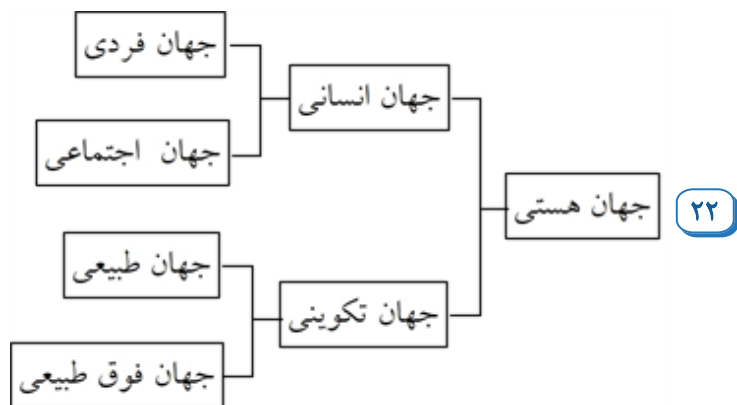 ۲۲
جهان هستی
جهان انسانی
جهان فردی
جهان اجتماعی
جهان تکوینی
جهان طبیعی
جهان فوق طبیعی